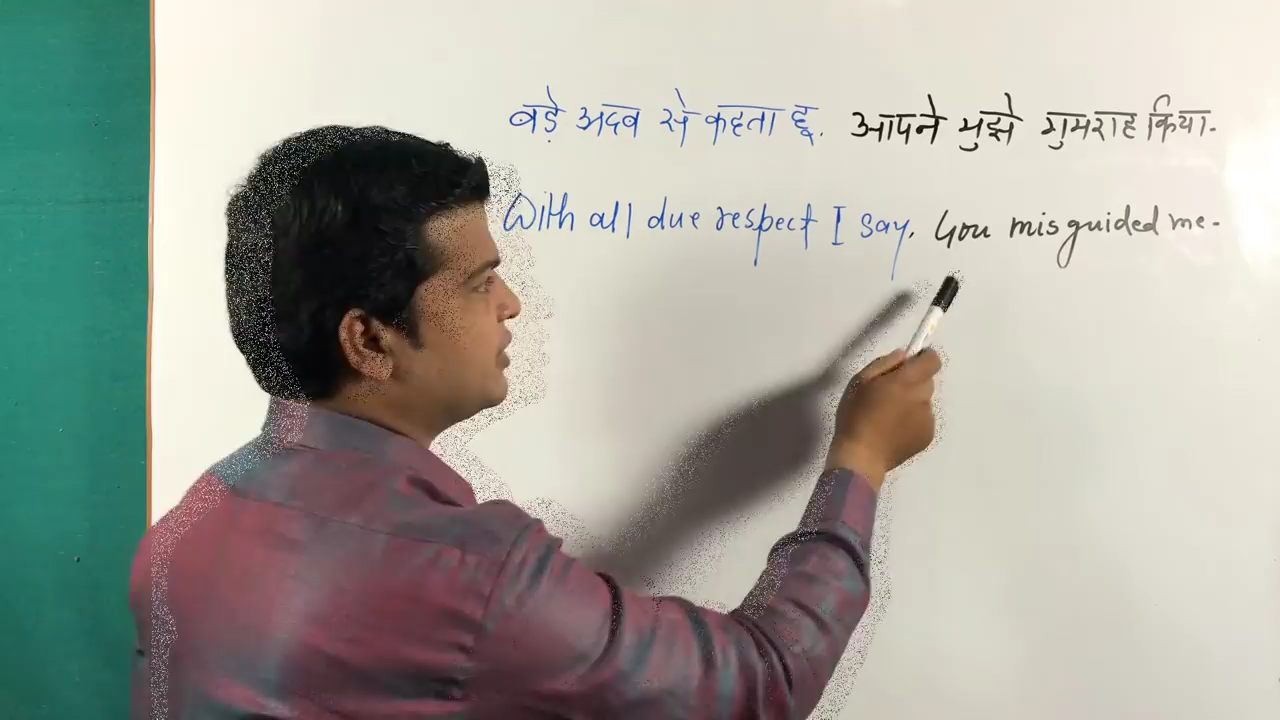 बड़े अदब से कहता हू. आपने मुझे गुमराह किया.
With all due respect I say. You misguided me.